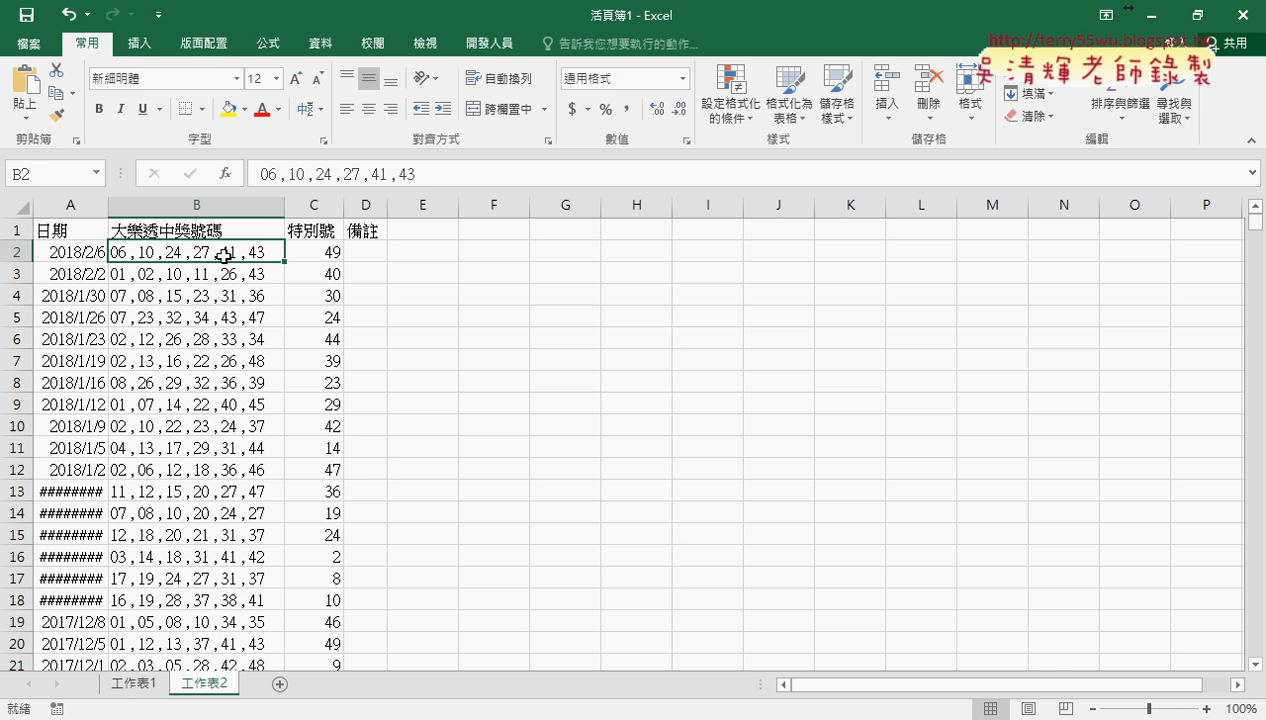 活頁簿1 - Excel
http://terry55wu.blogspot.tw
吳清輝老師錄製
檔案 常用 插入 版面配置 公式 資料 校閱 檢視 開發人員 告訴我您想要執行的動作... 登入 共用
貼上 新細明體 12 自動換列 通用格式 設定格式化的條件 格式化為表格 儲存格樣式 插入 刪除 格式 填滿 清除 排序與篩選 尋找與選取
B I U 跨欄置中 $ % ,
剪貼簿 字型 對齊方式 數值 樣式 儲存格 編輯
B2 fx 06 ,10 ,24 ,27 ,41 ,43
A B C D E F G H I J K L M N O P
1 日期 大樂透中獎號碼 特別號 備註
2 2018/2/6 06 ,10 ,24 ,27 ,41 ,43 49
3 2018/2/2 01 ,02 ,10 ,11 ,26 ,43 40
4 2018/1/30 07 ,08 ,15 ,23 ,31 ,36 30
5 2018/1/26 07 ,23 ,32 ,34 ,43 ,47 24
6 2018/1/23 02 ,12 ,26 ,28 ,33 ,34 44
7 2018/1/19 02 ,13 ,16 ,22 ,26 ,48 39
8 2018/1/16 08 ,26 ,29 ,32 ,36 ,39 23
9 2018/1/12 01 ,07 ,14 ,22 ,40 ,45 29
10 2018/1/9 02 ,10 ,22 ,23 ,24 ,37 42
11 2018/1/5 04 ,13 ,17 ,29 ,31 ,44 14
12 2018/1/2 02 ,06 ,12 ,18 ,36 ,46 47
13 ######## 11 ,12 ,15 ,20 ,27 ,47 36
14 ######## 07 ,08 ,10 ,20 ,24 ,27 19
15 ######## 12 ,18 ,20 ,21 ,31 ,37 24
16 ######## 03 ,14 ,18 ,31 ,41 ,42 2
17 ######## 17 ,19 ,24 ,27 ,31 ,37 8
18 ######## 16 ,19 ,28 ,37 ,38 ,41 10
19 2017/12/8 01 ,05 ,08 ,10 ,34 ,35 46
20 2017/12/5 01 ,12 ,13 ,37 ,41 ,43 49
21 2017/12/1 02 ,03 ,05 ,28 ,42 ,48 9
工作表1 工作表2
就緒 100%